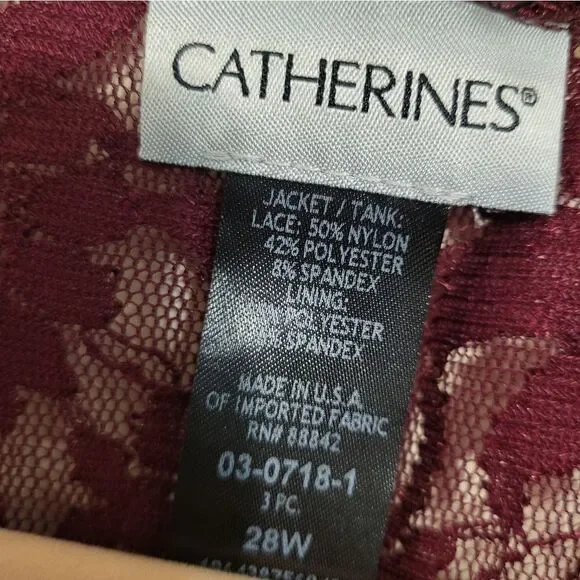 CATHERINES®
JACKET / TANK:
LACE: 50% NYLON
42% POLYESTER
8% SPANDEX
LINING:
POLYESTER
SPANDEX
MADE IN U.S.A.
OF IMPORTED FABRIC
RN# 88842
03-0718-1
3 PC.
28W